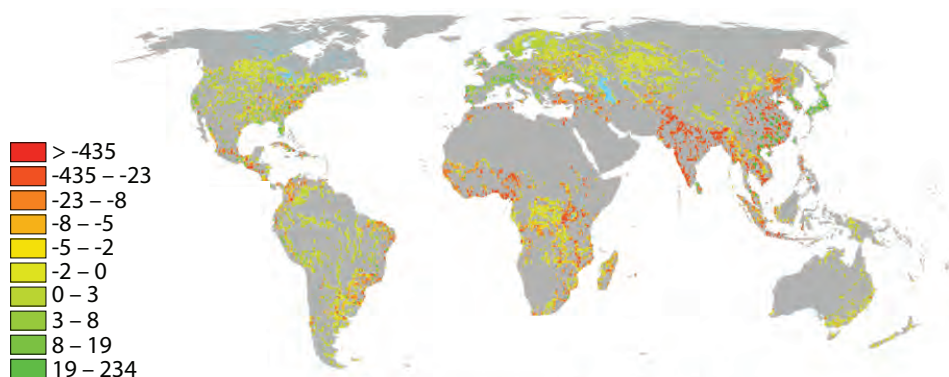 > -435
-435 – -23
-23 – -8
-8 – -5
-5 – -2
-2 – 0
0 – 3
3 – 8
8 – 19
19 – 234